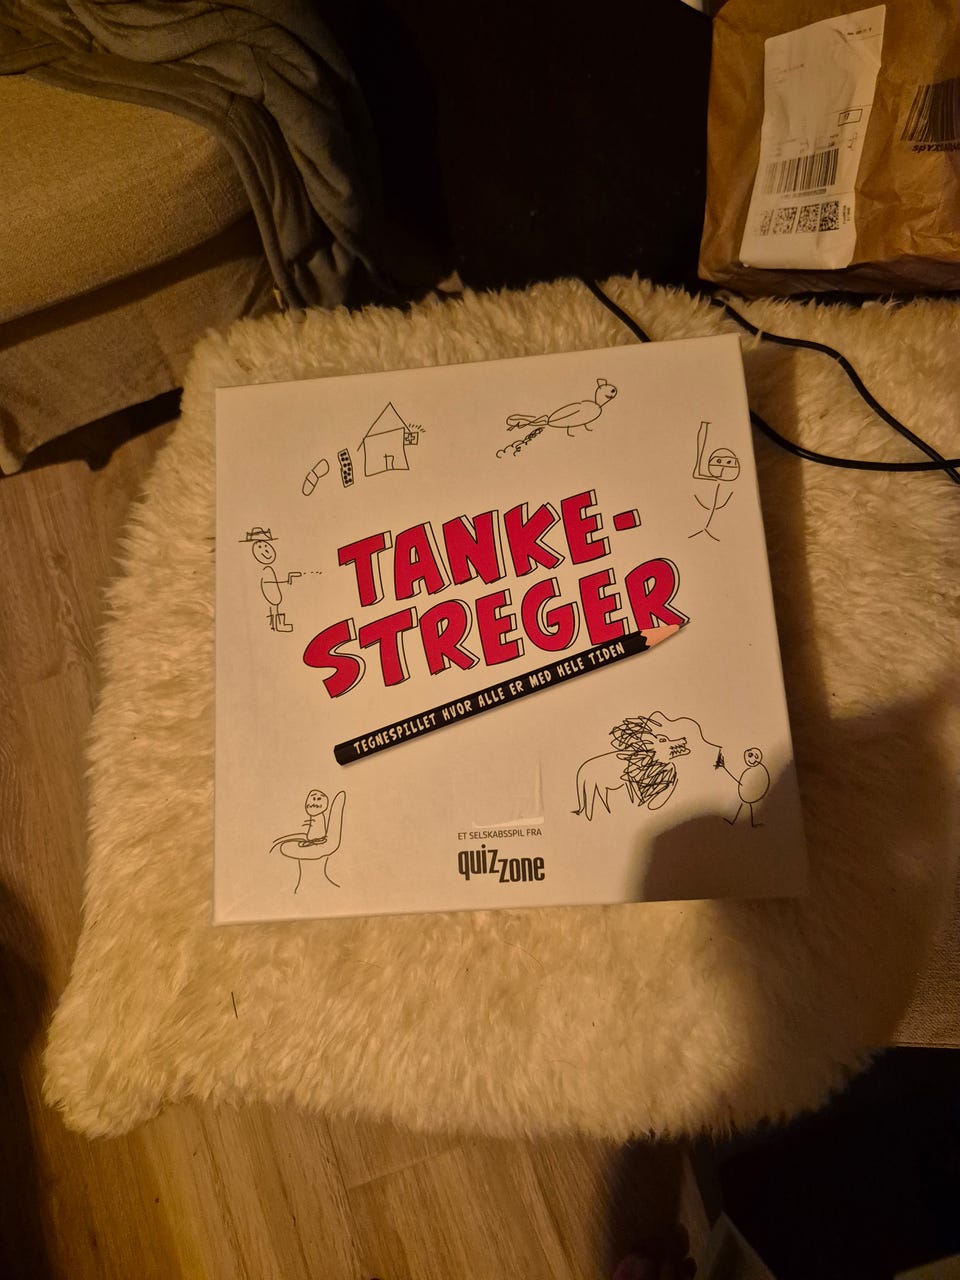 TANKE-
STREGER
TEGNESPILLET HVOR ALLE ER MED HELE TIDEN
ET SELSKABSSPIL FRA
quizzone